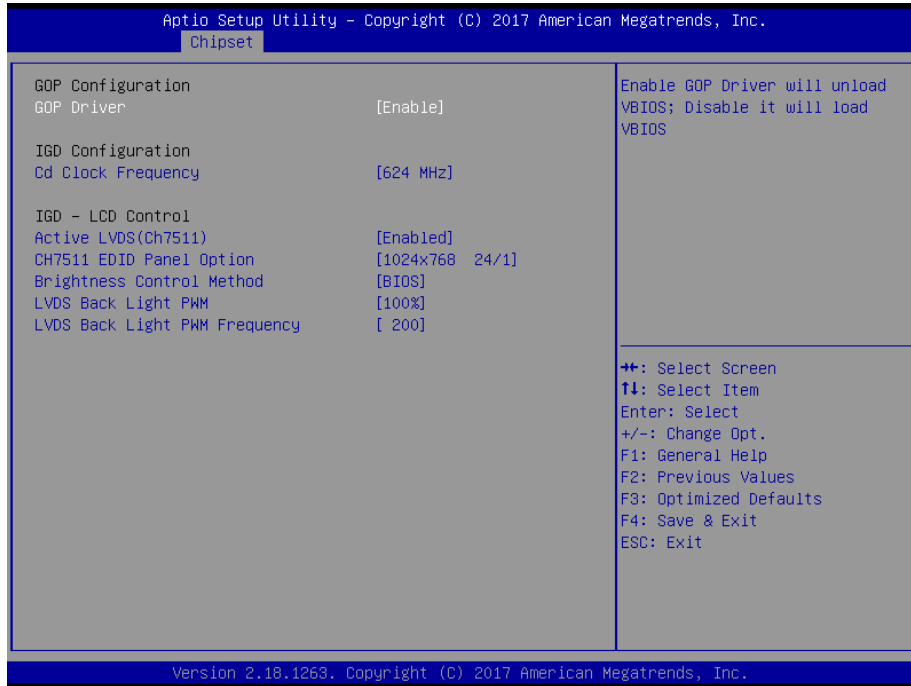 Aptio Setup Utility – Copyright (C) 2017 American Megatrends, Inc.
Chipset
GOP Configuration
GOP Driver [Enable]
IGD Configuration
Cd Clock Frequency [624 MHz]
IGD – LCD Control
Active LVDS(Ch7511) [Enabled]
CH7511 EDID Panel Option [1024x768 24/1]
Brightness Control Method [BIOS]
LVDS Back Light PWM [100%]
LVDS Back Light PWM Frequency [ 200]
Enable GOP Driver will unload
VBIOS; Disable it will load
VBIOS
→←: Select Screen
↑↓: Select Item
Enter: Select
+/-: Change Opt.
F1: General Help
F2: Previous Values
F3: Optimized Defaults
F4: Save & Exit
ESC: Exit
Version 2.18.1263. Copyright (C) 2017 American Megatrends, Inc.